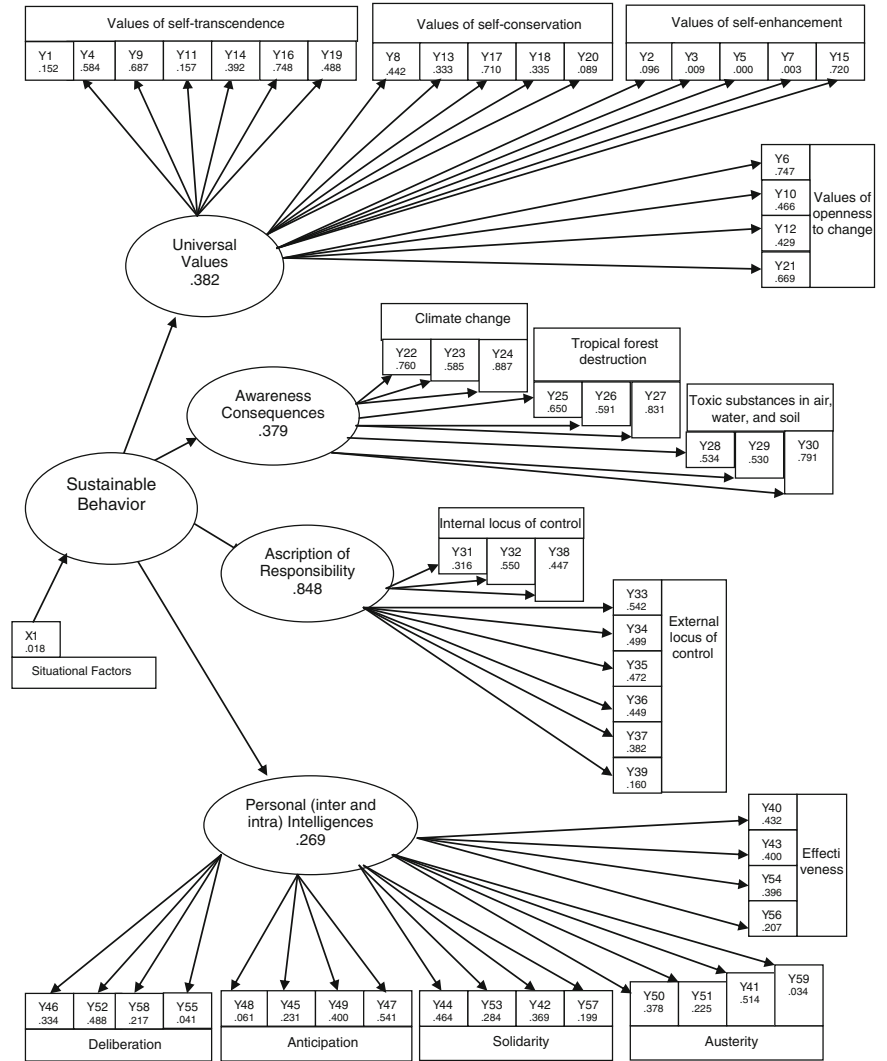 Values of self-transcendence
Y1 Y4 Y9 Y11 Y14 Y16 Y19
.152 .584 .687 .157 .392 .748 .488
Values of self-conservation
Y8 Y13 Y17 Y18 Y20
.442 .333 .710 .335 .089
Values of self-enhancement
Y2 Y3 Y5 Y7 Y15
.096 .009 .000 .003 .720
Y6
.747
Y10
.466
Y12
.429
Y21
.669
Values of
openness
to change
Universal
Values
.382
Climate change
Y22 Y23 Y24
.760 .585 .887
Tropical forest
destruction
Y25 Y26 Y27
.650 .591 .831
Toxic substances in air,
water, and soil
Y28 Y29 Y30
.534 .530 .791
Awareness
Consequences
.379
Sustainable
Behavior
Internal locus of control
Y31 Y32 Y38
.316 .550 .447
Ascription of
Responsibility
.848
Y33
.542
Y34
.499
Y35
.472
Y36
.449
Y37
.382
Y39
.160
External
locus of
control
X1
.018
Situational Factors
Personal (inter and
intra) Intelligences
.269
Y40
.432
Y43
.400
Y54
.396
Y56
.207
Effecti
veness
Y46 Y52 Y58 Y55
.334 .488 .217 .041
Deliberation
Y48 Y45 Y49 Y47
.061 .231 .400 .541
Anticipation
Y44 Y53 Y42 Y57
.464 .284 .369 .199
Solidarity
Y50 Y51 Y41 Y59
.378 .225 .514 .034
Austerity